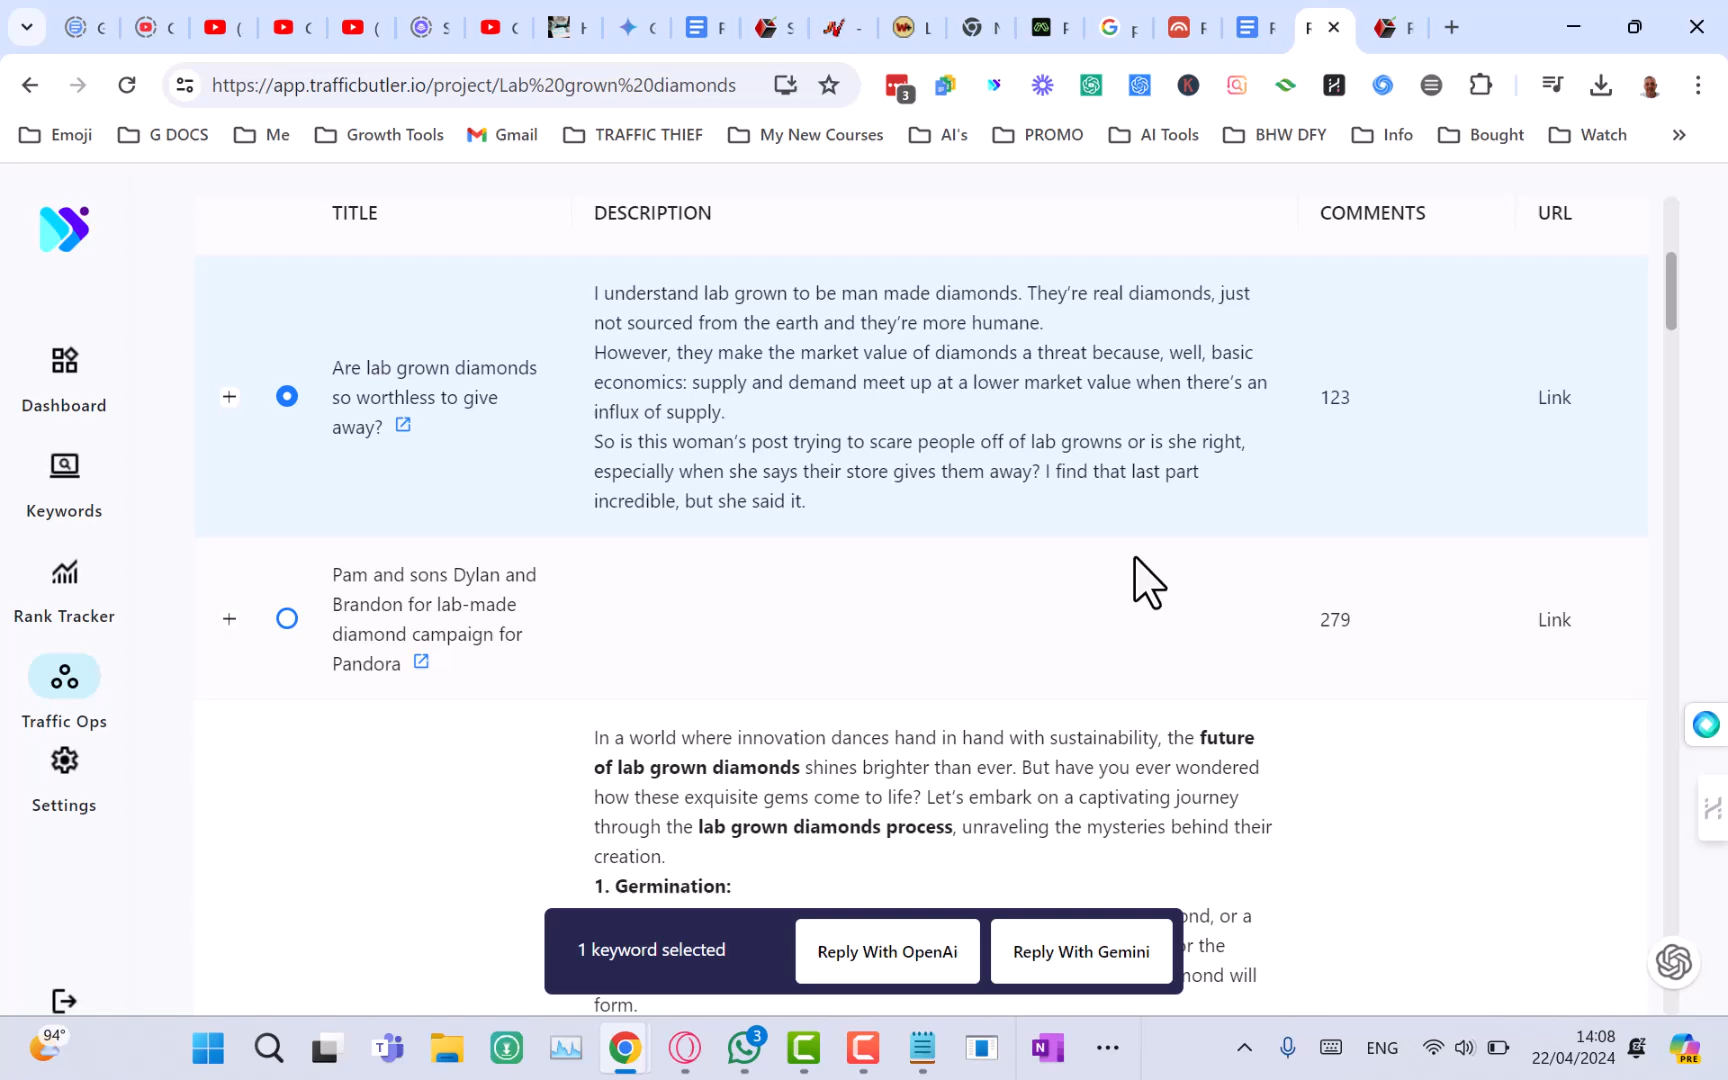 G
C
(
C
(
S
C
H
C
F
S
-
L
N
F
p
F
F
F
F
https://app.trafficbutler.io/project/Lab%20grown%20diamonds
3
Emoji
G DOCS
Me
Growth Tools
Gmail
TRAFFIC THIEF
My New Courses
AI's
PROMO
AI Tools
BHW DFY
Info
Bought
Watch
»
TITLE
DESCRIPTION
COMMENTS
URL
Dashboard
Keywords
Rank Tracker
Traffic Ops
Settings
Are lab grown diamonds
so worthless to give
away?
I understand lab grown to be man made diamonds. They’re real diamonds, just
not sourced from the earth and they’re more humane.
However, they make the market value of diamonds a threat because, well, basic
economics: supply and demand meet up at a lower market value when there’s an
influx of supply.
So is this woman’s post trying to scare people off of lab growns or is she right,
especially when she says their store gives them away? I find that last part
incredible, but she said it.
123
Link
Pam and sons Dylan and
Brandon for lab-made
diamond campaign for
Pandora
279
Link
In a world where innovation dances hand in hand with sustainability, the future
of lab grown diamonds shines brighter than ever. But have you ever wondered
how these exquisite gems come to life? Let’s embark on a captivating journey
through the lab grown diamonds process, unraveling the mysteries behind their
creation.
1. Germination:
ond, or a
or the
mond will
form.
1 keyword selected
Reply With OpenAi
Reply With Gemini
94°
3
ENG
14:08
22/04/2024
PRE